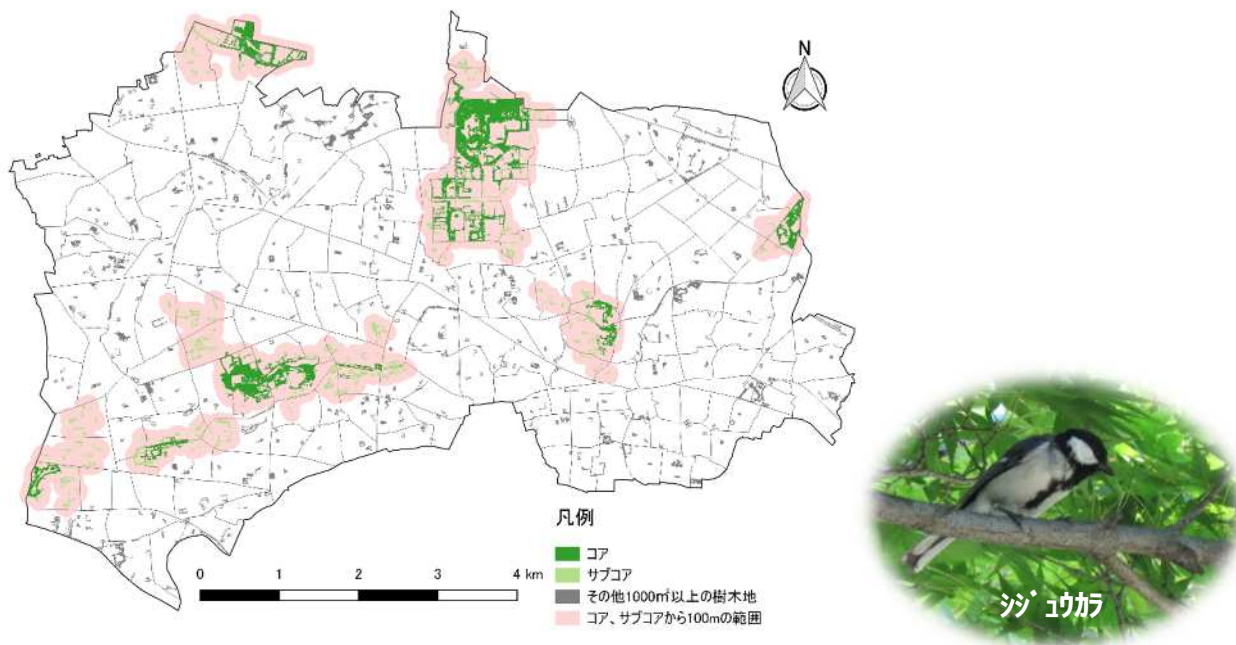 N
凡例
コア
サブコア
その他1000㎡以上の樹木地
コア、サブコアから100mの範囲
0 1 2 3 4 km
シジュウカラ